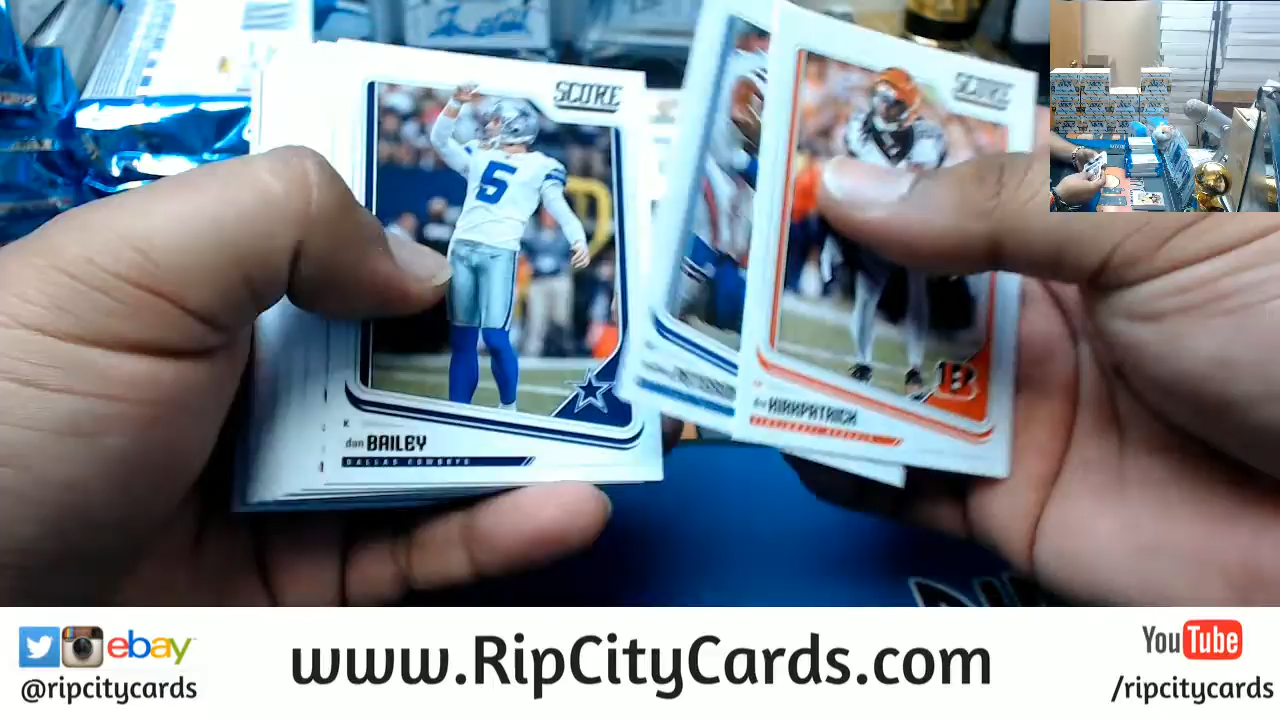 SCORE
5
K
dan BAILEY
DALLAS COWBOYS
SCORE
B
KIRKPATRICK
ebay
@ripcitycards
www.RipCityCards.com
YouTube
/ripcitycards